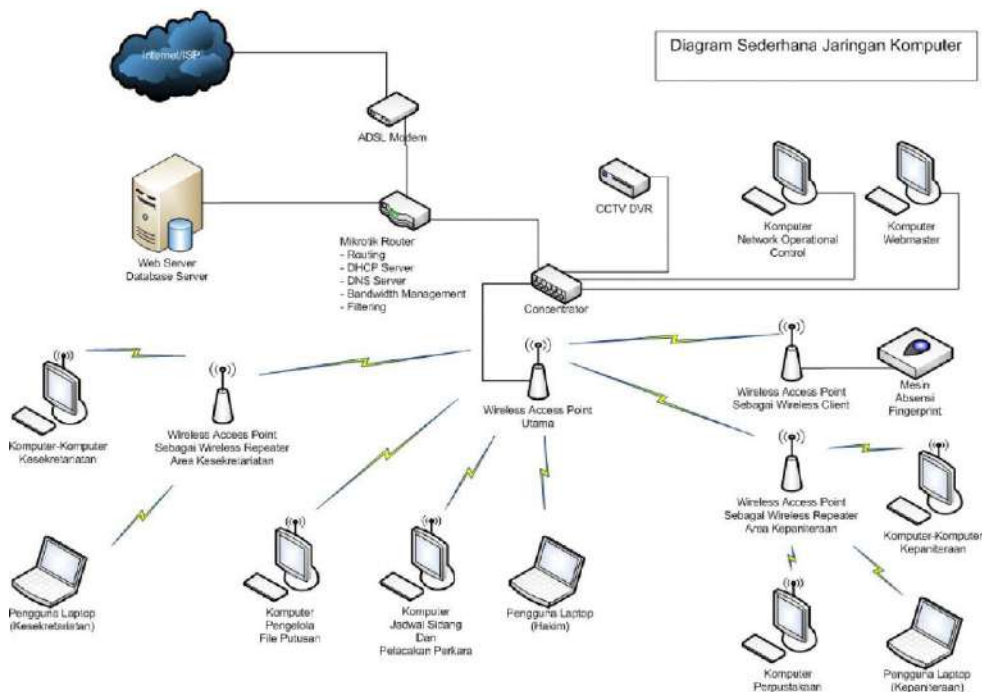 Internet/ISP
Diagram Sederhana Jaringan Komputer
ADSL Modem
CCTV DVR
Komputer
Network Operational
Control
Komputer
Webmaster
Web Server
Database Server
Mikrotik Router
- Routing
- DHCP Server
- DNS Server
- Bandwidth Management
- Filtering
Concentrator
Komputer-Komputer
Kesekretariatan
Wireless Access Point
Sebagai Wireless Repeater
Area Kesekretariatan
Wireless Access Point
Utama
Wireless Access Point
Sebagai Wireless Client
Mesin
Absensi
Fingerprint
Wireless Access Point
Sebagai Wireless Repeater
Area Kepaniteraan
Komputer-Komputer
Kepaniteraan
Pengguna Laptop
(Kesekretariatan)
Komputer
Pengelola
File Putusan
Komputer
Jadwal Sidang
Dan
Pelacakan Perkara
Pengguna Laptop
(Hakim)
Komputer
Perpustakaan
Pengguna Laptop
(Kepaniteraan)